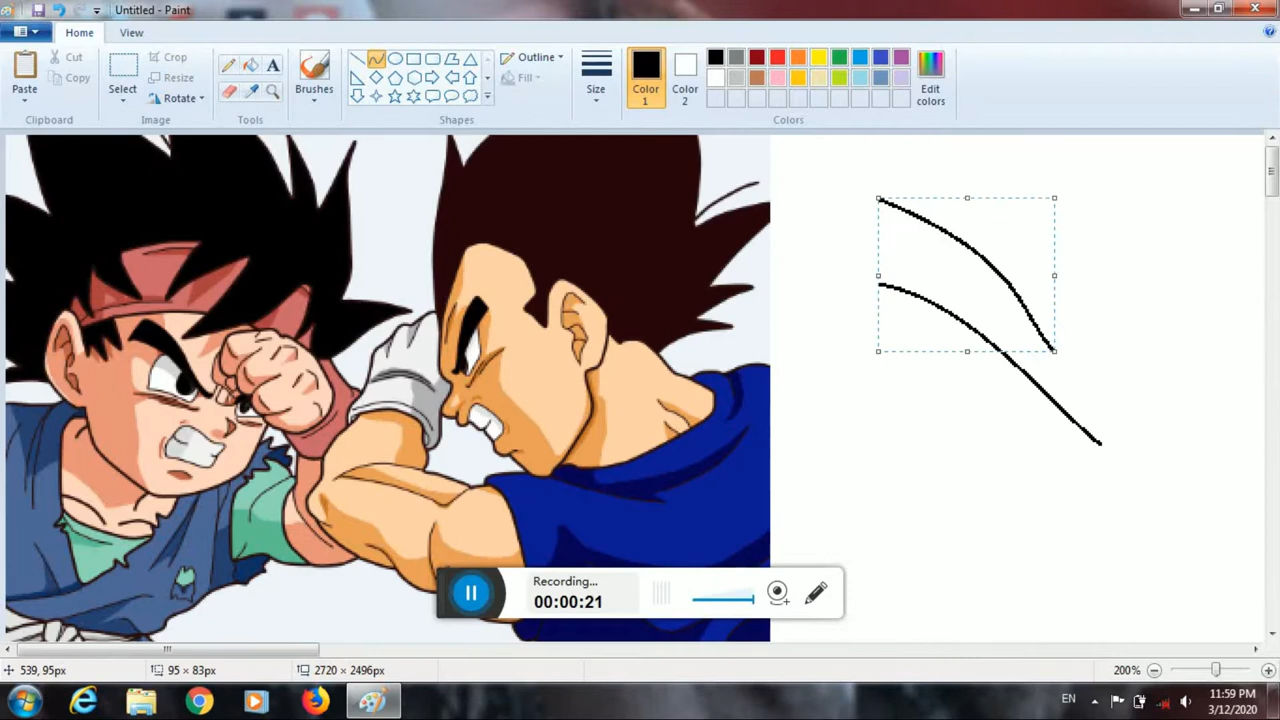 Untitled - Paint
Home View
Paste
Cut
Copy
Clipboard
Select
Crop
Resize
Rotate
Image
A
Tools
Brushes
Shapes
Outline
Fill
Size
Color 1
Color 2
Edit colors
Colors
Recording...
00:00:21
539, 95px
95 × 83px
2720 × 2496px
200%
EN
11:59 PM
3/12/2020